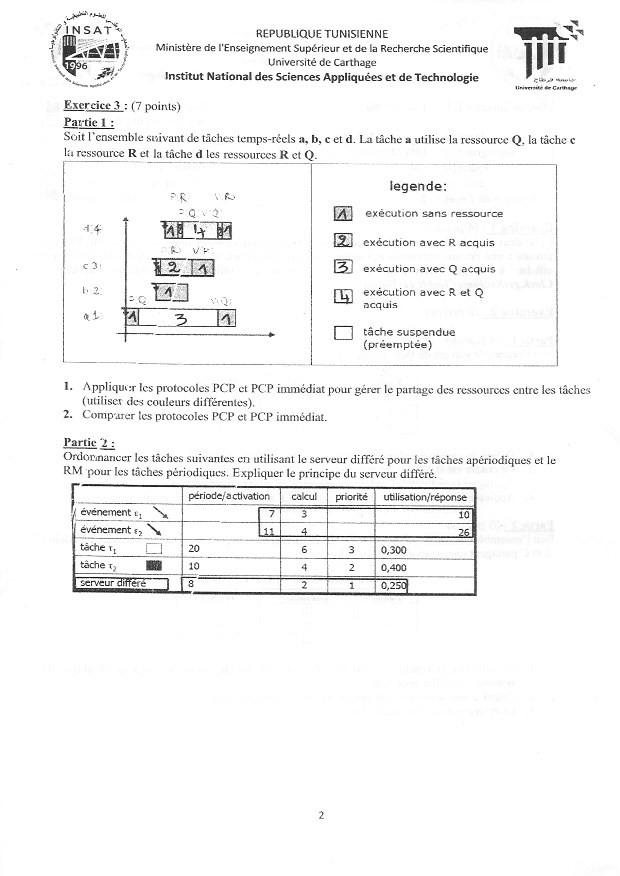 INSAT
1996
REPUBLIQUE TUNISIENNE
Ministère de l'Enseignement Supérieur et de la Recherche Scientifique
Université de Carthage
Institut National des Sciences Appliquées et de Technologie
جامعة قرطاج
Université de Carthage
Exercice 3 : (7 points)
Partie 1 :
Soit l'ensemble suivant de tâches temps-réels a, b, c et d. La tâche a utilise la ressource Q, la tâche c
la ressource R et la tâche d les ressources R et Q.
P.R V.R
P.Q V.Q
d:4 1 4 1
P.R V.P
c 3: 2 1
b 2: 1
P.Q V.Q
a 1: 1 3 1
legende:
1 exécution sans ressource
2 exécution avec R acquis
3 exécution avec Q acquis
4 exécution avec R et Q
acquis
tâche suspendue
(préemptée)
1. Appliquer les protocoles PCP et PCP immédiat pour gérer le partage des ressources entre les tâches
(utiliser des couleurs différentes).
2. Comparer les protocoles PCP et PCP immédiat.
Partie 2 :
Ordonnancer les tâches suivantes en utilisant le serveur différé pour les tâches apériodiques et le
RM pour les tâches périodiques. Expliquer le principe du serveur différé.
période/activation calcul priorité utilisation/réponse
événement ε1 7 3 10
événement ε2 11 4 26
tâche τ1 20 6 3 0,300
tâche τ2 10 4 2 0,400
serveur différé 8 2 1 0,250
2